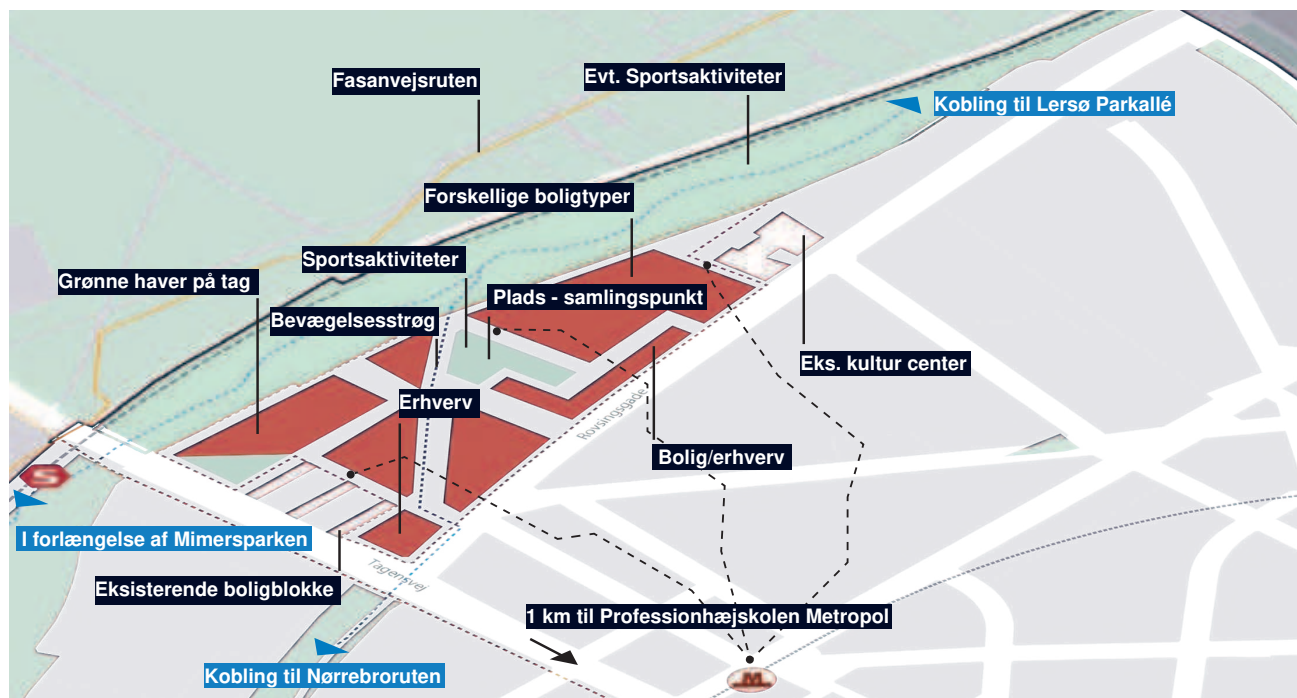 Fasanvejsruten
Evt. Sportsaktiviteter
Kobling til Lersø Parkallé
Forskellige boligtyper
Sportsaktiviteter
Grønne haver på tag
Plads - samlingspunkt
Bevægelsesstrøg
Eks. kultur center
Erhverv
Rovsingsgade
Bolig/erhverv
S
I forlængelse af Mimersparken
Tagensvej
Eksisterende boligblokke
1 km til Professionhæjskolen Metropol
Kobling til Nørrebroruten
M